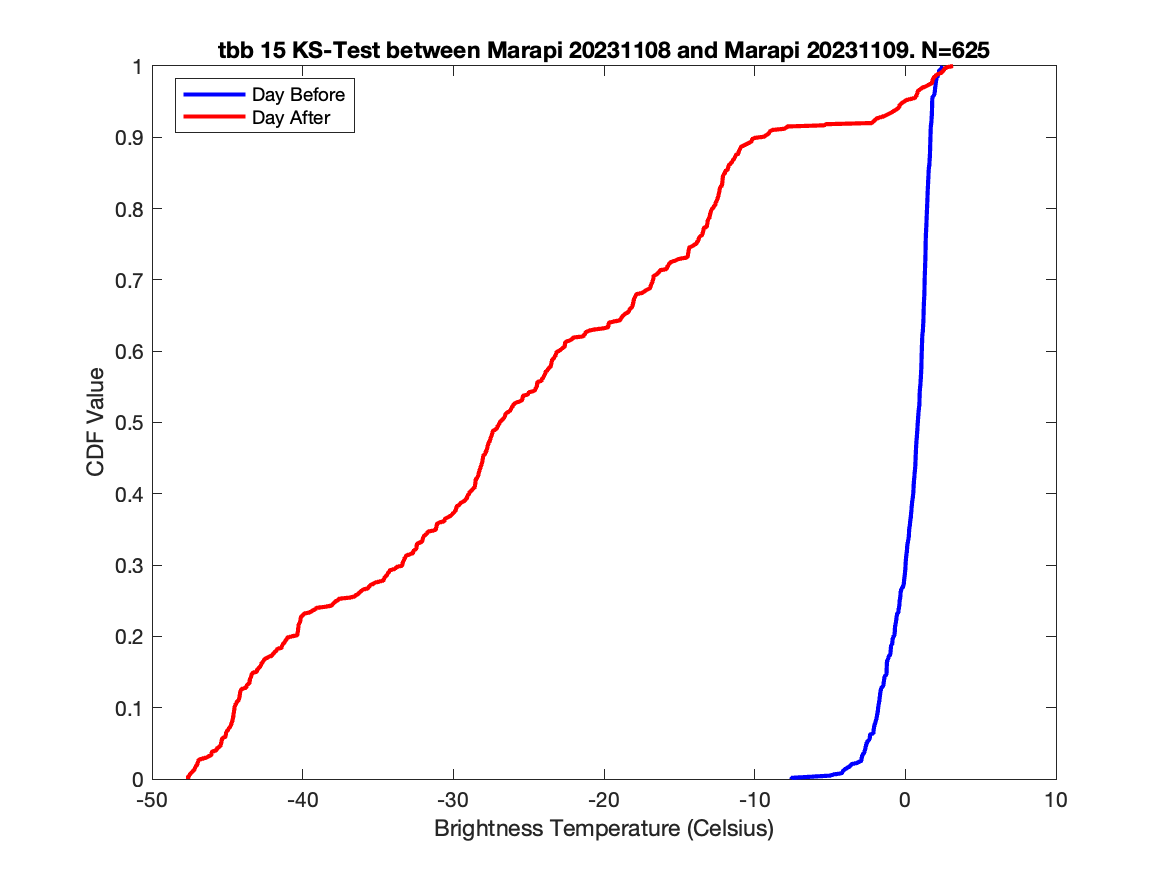 tbb 15 KS-Test between Marapi 20231108 and Marapi 20231109. N=625
Day Before
Day After
1
0.9
0.8
0.7
0.6
0.5
0.4
0.3
0.2
0.1
0
CDF Value
-50 -40 -30 -20 -10 0 10
Brightness Temperature (Celsius)